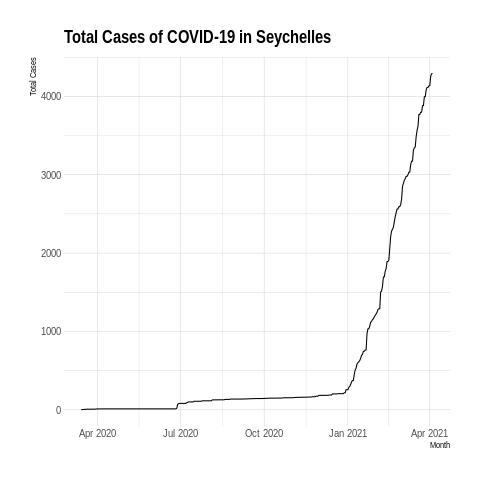 Total Cases of COVID-19 in Seychelles
Total Cases
4000
3000
2000
1000
0
Apr 2020 Jul 2020 Oct 2020 Jan 2021 Apr 2021
Month